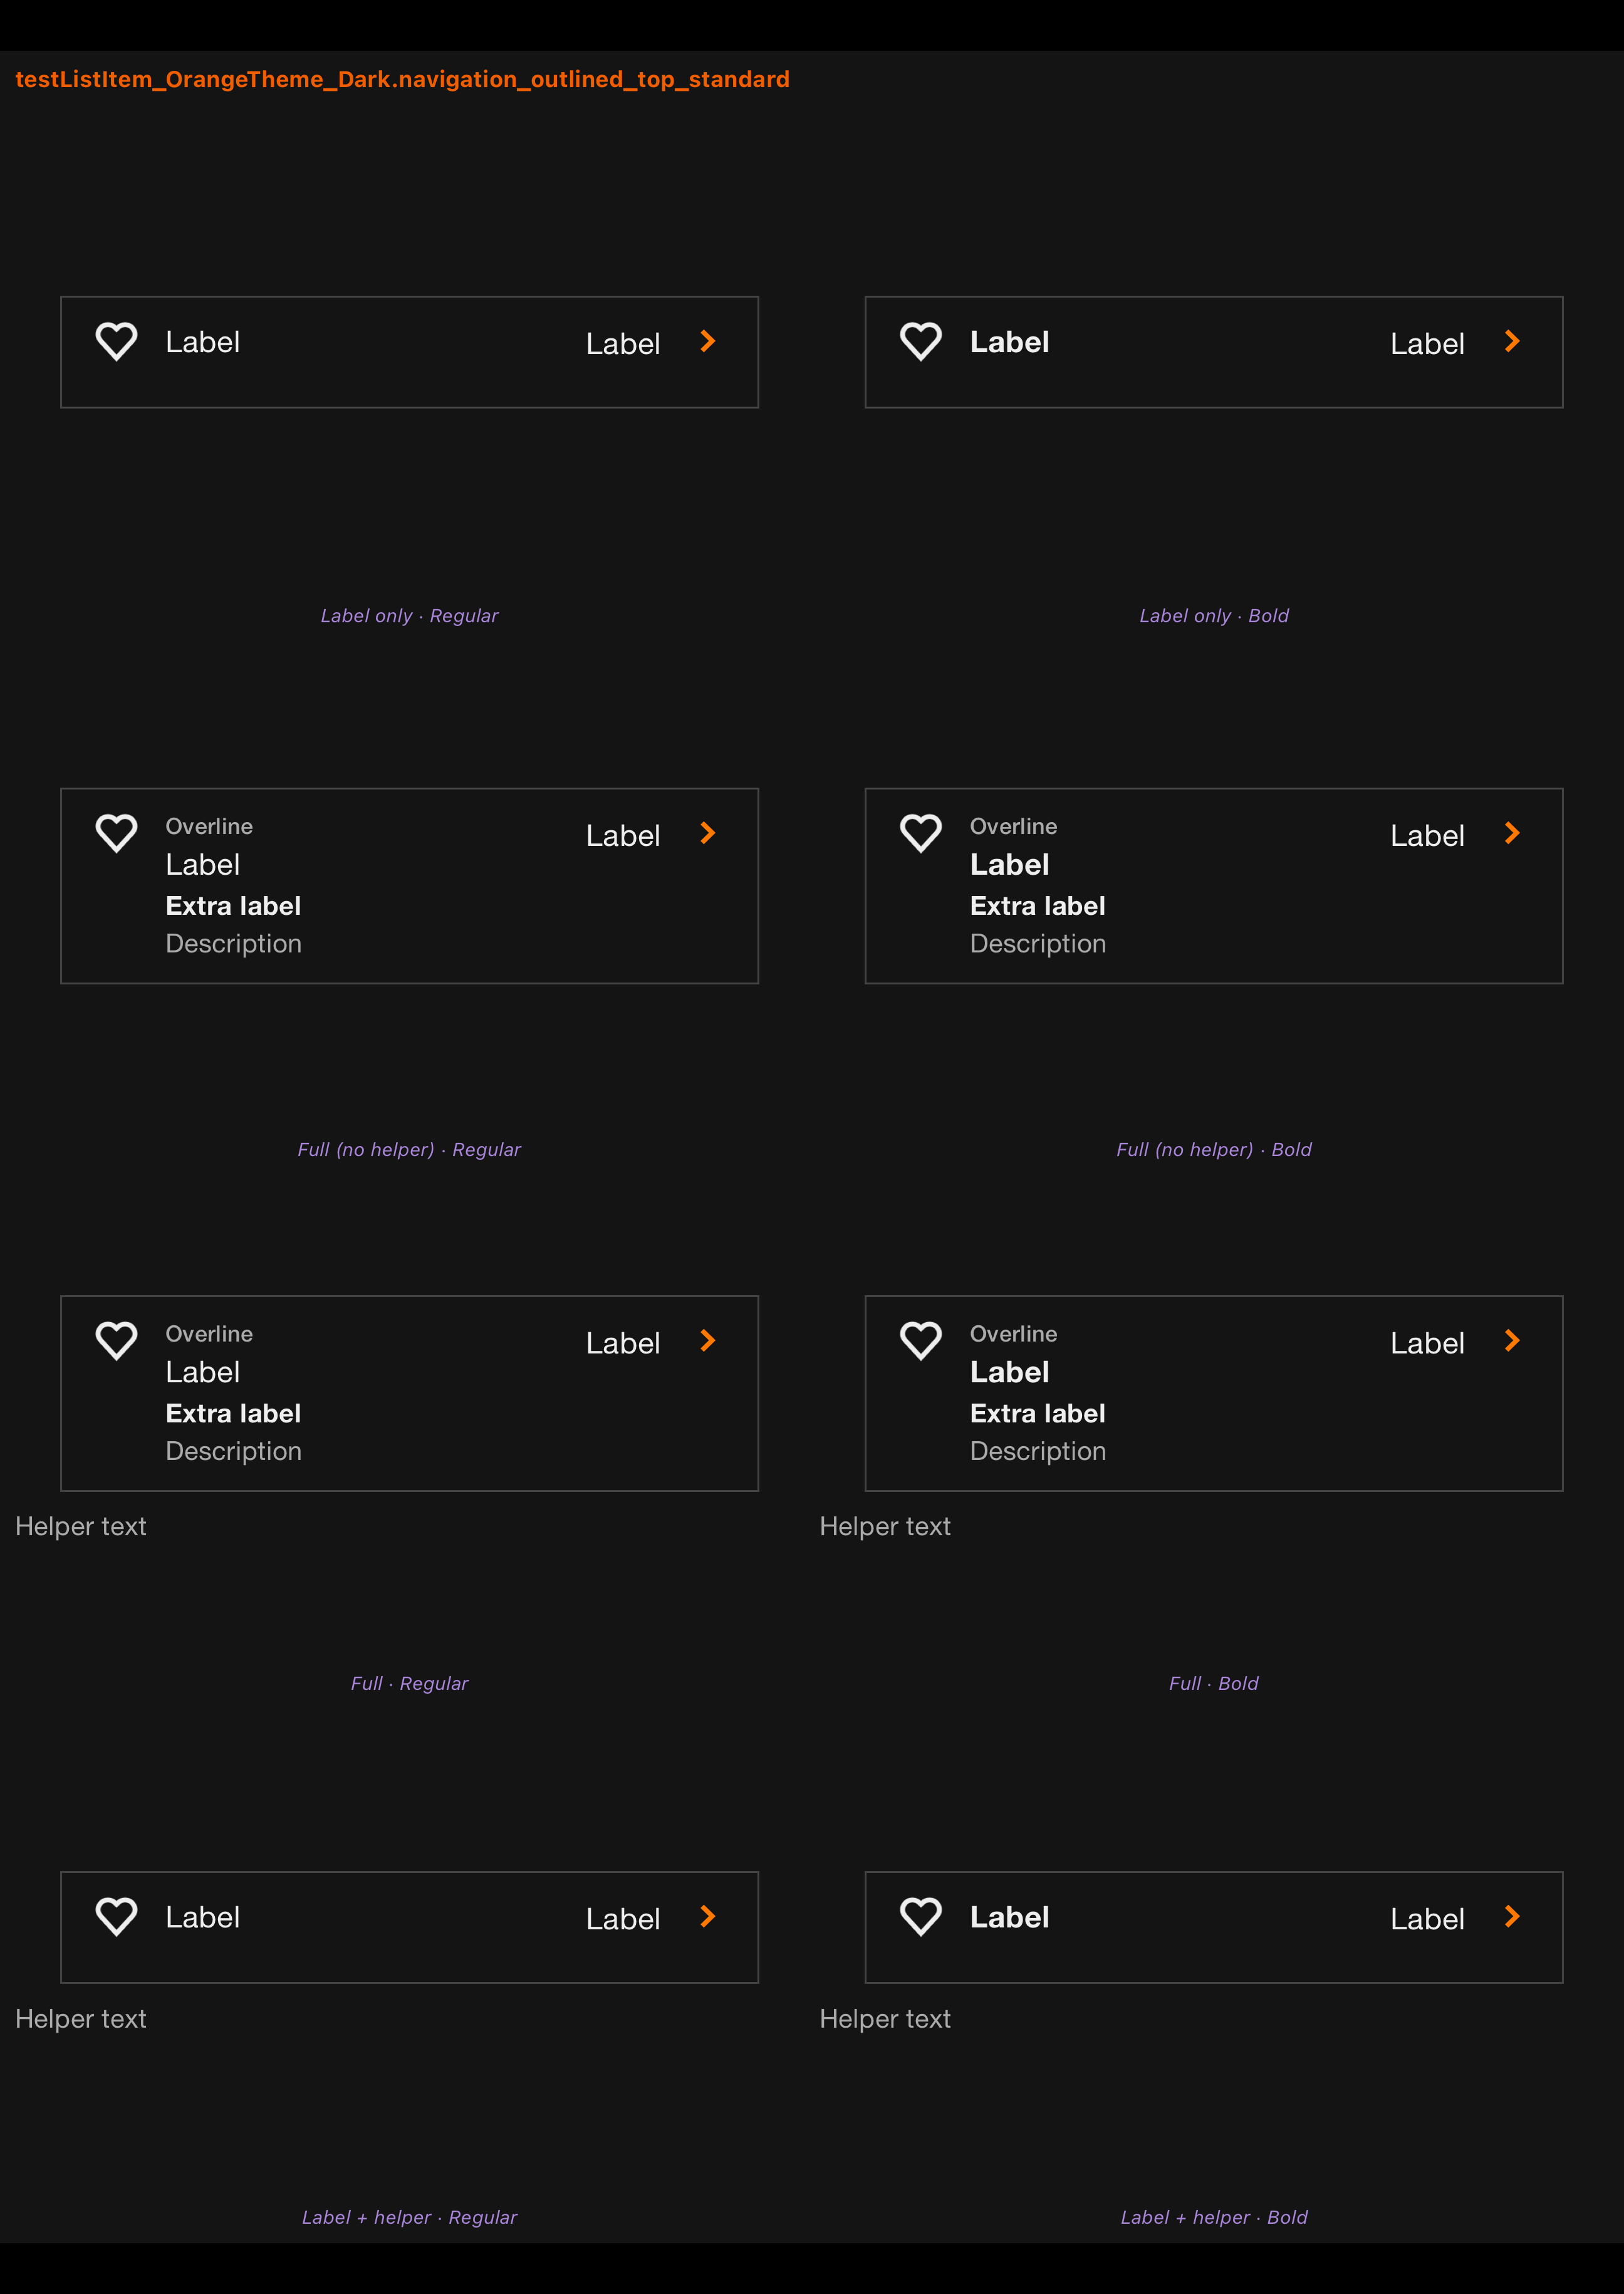 testListItem_OrangeTheme_Dark.navigation_outlined_top_standard
Label Label
Label Label
Label only · Regular
Label only · Bold
Overline
Label
Label
Extra label
Description
Overline
Label
Label
Extra label
Description
Full (no helper) · Regular
Full (no helper) · Bold
Overline
Label
Label
Extra label
Description
Helper text
Overline
Label
Label
Extra label
Description
Helper text
Full · Regular
Full · Bold
Label Label
Helper text
Label Label
Helper text
Label + helper · Regular
Label + helper · Bold